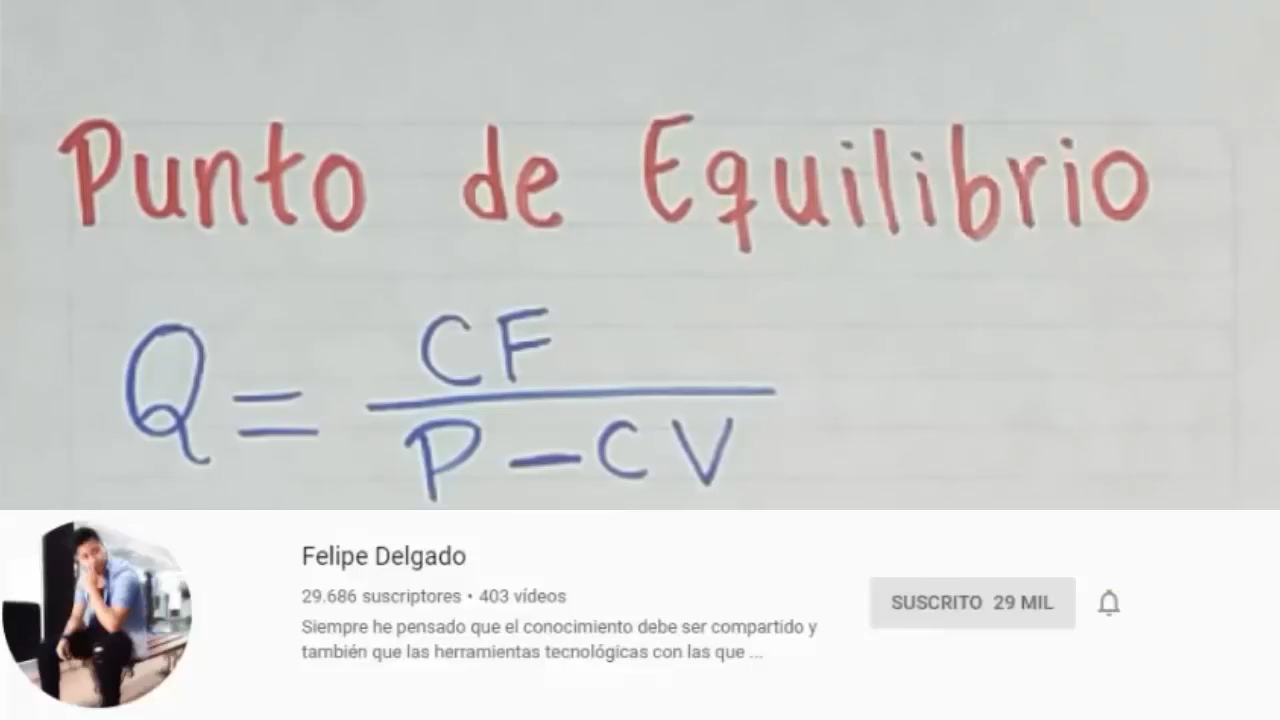 Punto de Equilibrio
Q = CF / P - CV
Felipe Delgado
29.686 suscriptores • 403 vídeos
SUSCRITO 29 MIL
Siempre he pensado que el conocimiento debe ser compartido y
también que las herramientas tecnológicas con las que ...